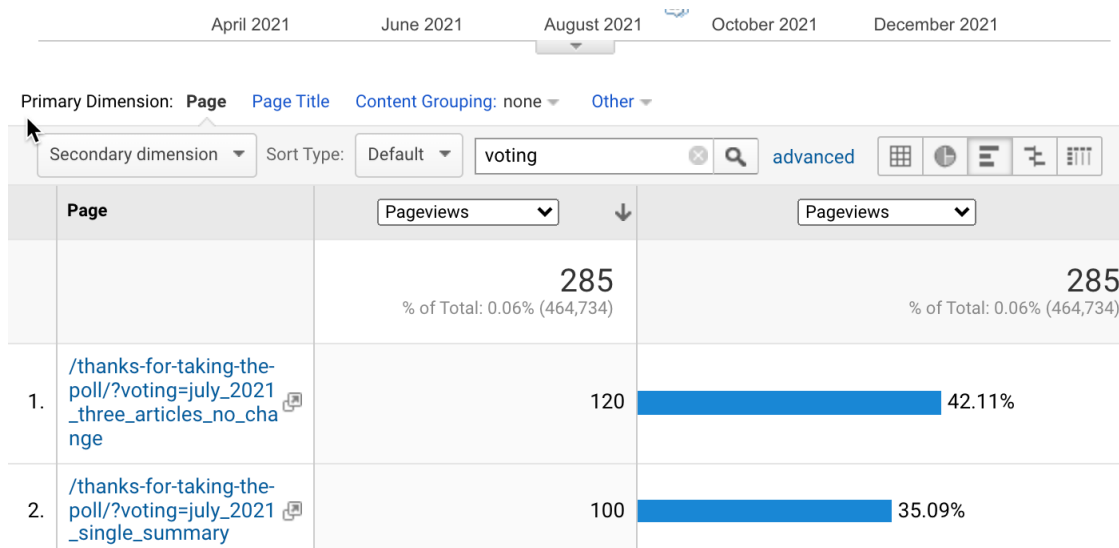 April 2021 June 2021 August 2021 October 2021 December 2021
Primary Dimension: Page Page Title Content Grouping: none Other
Secondary dimension Sort Type: Default voting advanced
Page Pageviews Pageviews
285 285
% of Total: 0.06% (464,734) % of Total: 0.06% (464,734)
/thanks-for-taking-the-
poll/?voting=july_2021
1. _three_articles_no_cha 120 42.11%
nge
/thanks-for-taking-the-
2. poll/?voting=july_2021 100 35.09%
_single_summary